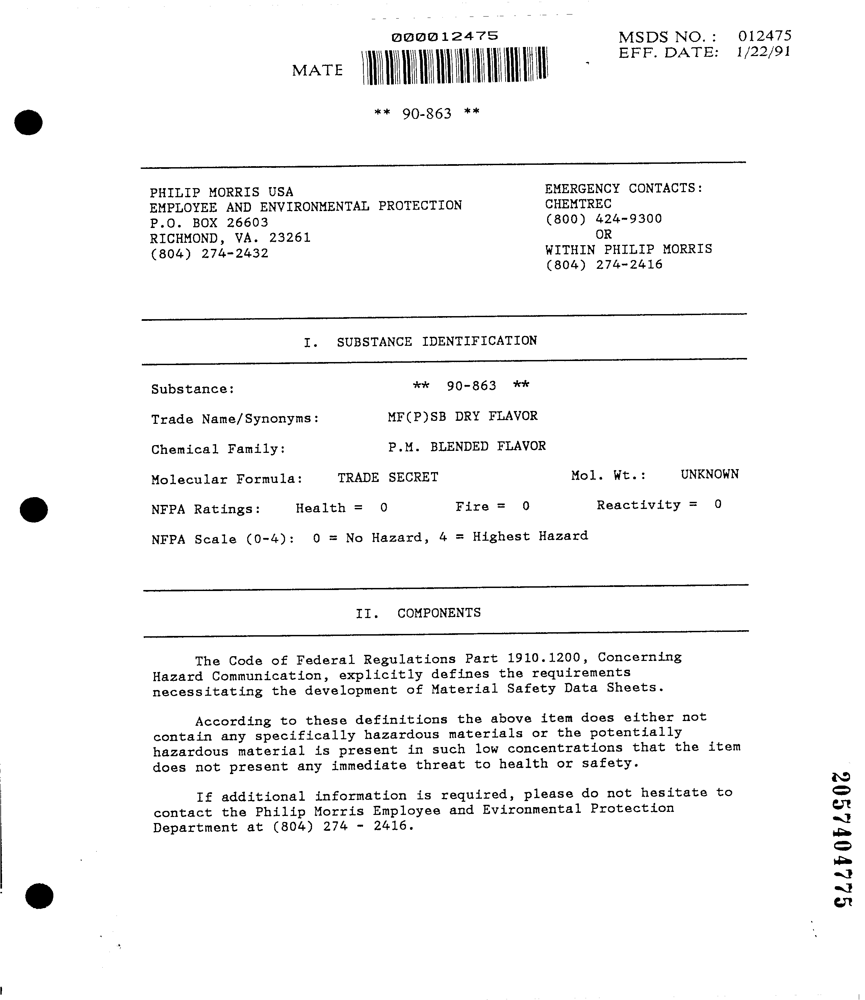 000012475
MSDS NO. : 012475
EFF. DATE: 1/22/91
MATE
** 90-863 **
PHILIP MORRIS USA
EMPLOYEE AND ENVIRONMENTAL PROTECTION
P.O. BOX 26603
RICHMOND, VA. 23261
(804) 274-2432
EMERGENCY CONTACTS:
CHEMTREC
(800) 424-9300
OR
WITHIN PHILIP MORRIS
(804) 274-2416
I. SUBSTANCE IDENTIFICATION
Substance: ** 90-863 **
Trade Name/Synonyms: MF(P)SB DRY FLAVOR
Chemical Family: P.M. BLENDED FLAVOR
Molecular Formula: TRADE SECRET Mol. Wt.: UNKNOWN
NFPA Ratings: Health = 0 Fire = 0 Reactivity = 0
NFPA Scale (0-4): 0 = No Hazard, 4 = Highest Hazard
II. COMPONENTS
The Code of Federal Regulations Part 1910.1200, Concerning
Hazard Communication, explicitly defines the requirements
necessitating the development of Material Safety Data Sheets.
According to these definitions the above item does either not
contain any specifically hazardous materials or the potentially
hazardous material is present in such low concentrations that the item
does not present any immediate threat to health or safety.
If additional information is required, please do not hesitate to
contact the Philip Morris Employee and Evironmental Protection
Department at (804) 274 - 2416.
2057404775